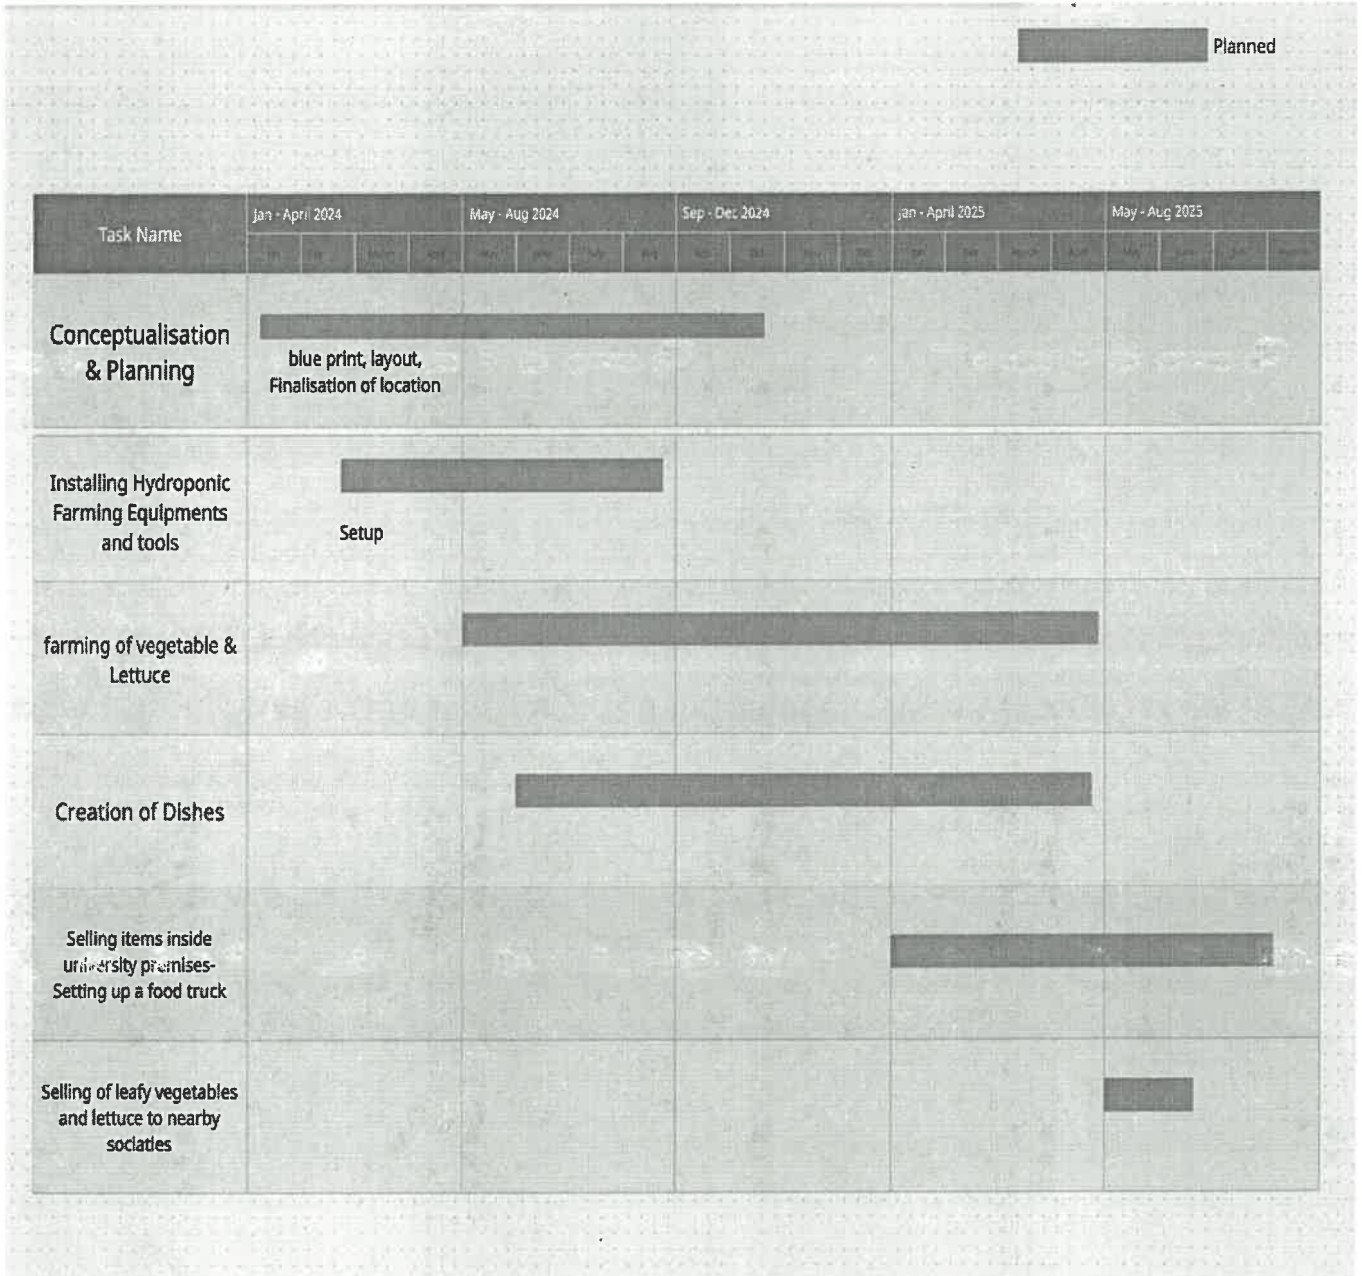 Planned
Task Name
Jan - April 2024
May - Aug 2024
Sep - Dec 2024
jan - April 2025
May - Aug 2025
Conceptualisation
& Planning
blue print, layout,
Finalisation of location
Installing Hydroponic
Farming Equipments
and tools
Setup
farming of vegetable &
Lettuce
Creation of Dishes
Selling items inside
university premises-
Setting up a food truck
Selling of leafy vegetables
and lettuce to nearby